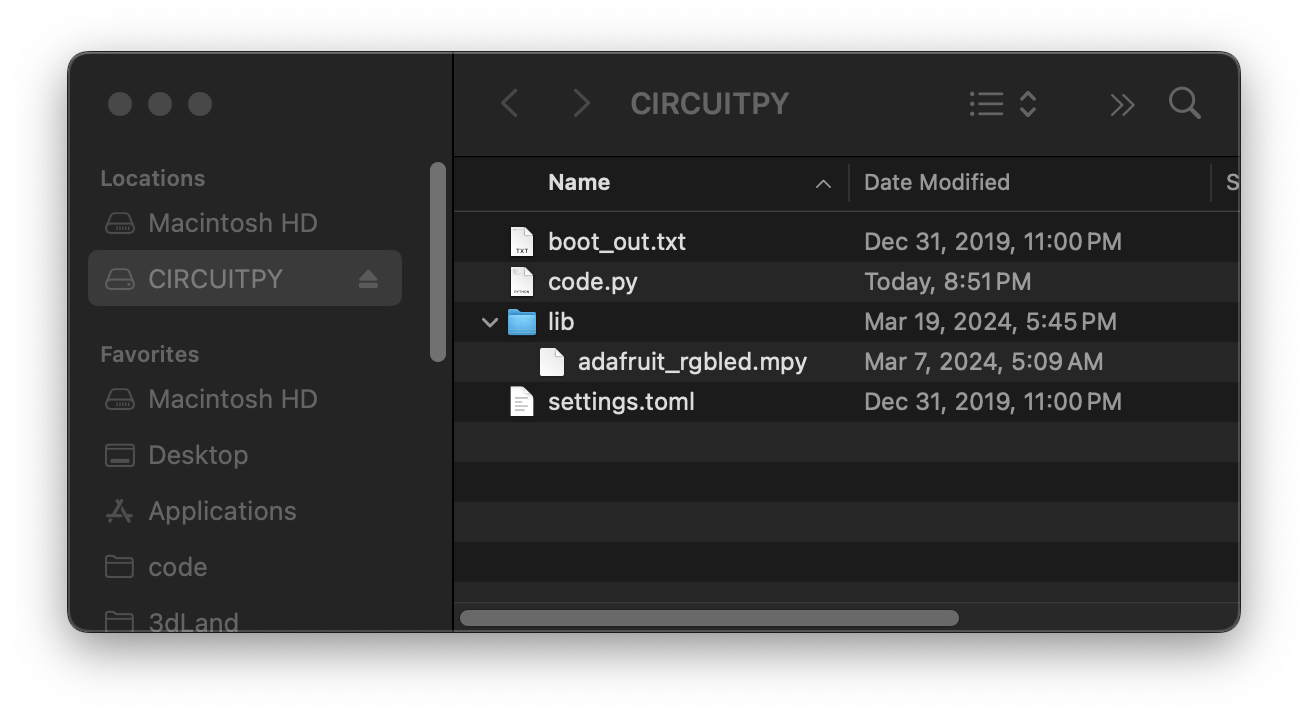 Locations
Macintosh HD
CIRCUITPY
Favorites
Macintosh HD
Desktop
Applications
code
3dLand
CIRCUITPY
Name Date Modified S
boot_out.txt Dec 31, 2019, 11:00 PM
TXT
code.py Today, 8:51 PM
PYTHON
lib Mar 19, 2024, 5:45 PM
adafruit_rgbled.mpy Mar 7, 2024, 5:09 AM
settings.toml Dec 31, 2019, 11:00 PM